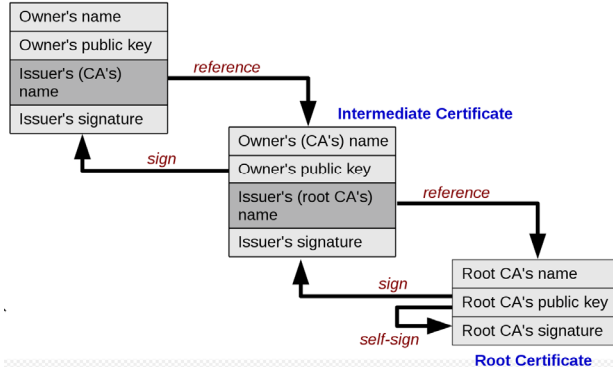 Owner's name
Owner's public key
Issuer's (CA's)
name
Issuer's signature
reference
sign
Intermediate Certificate
Owner's (CA's) name
Owner's public key
Issuer's (root CA's)
name
Issuer's signature
reference
sign
Root CA's name
Root CA's public key
Root CA's signature
self-sign
Root Certificate